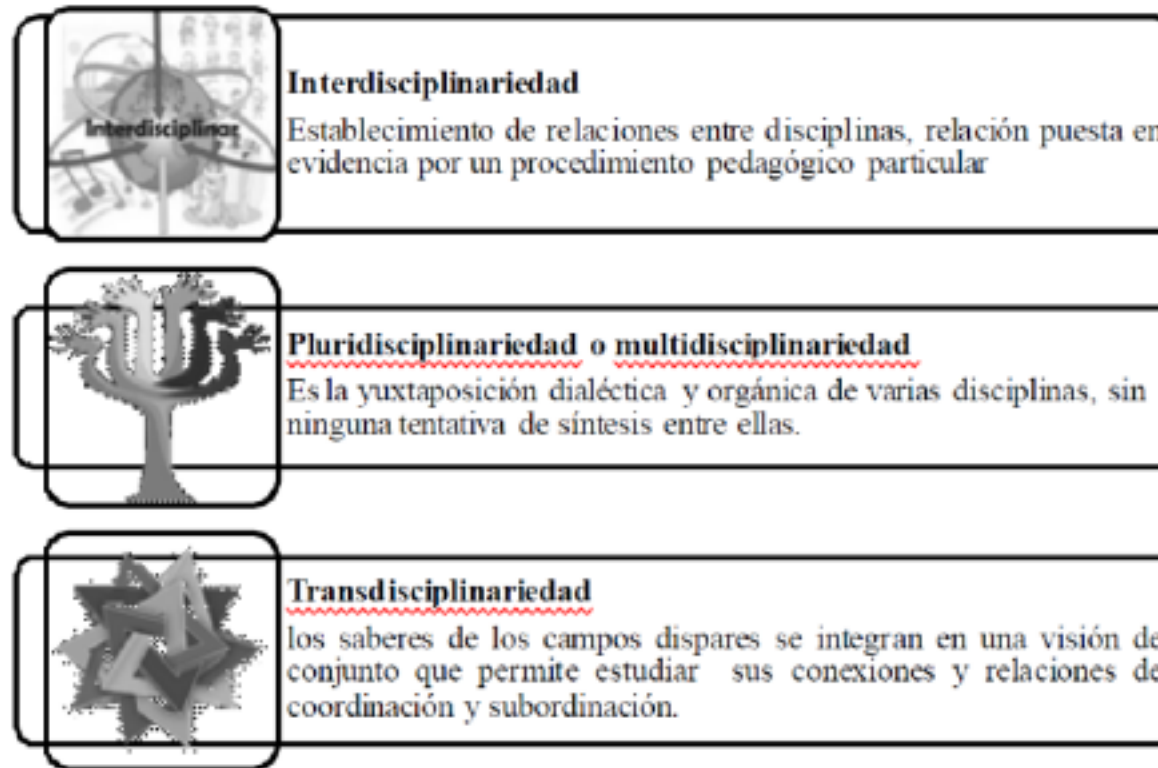 Interdisciplinar
Interdisciplinariedad
Establecimiento de relaciones entre disciplinas, relación puesta en
evidencia por un procedimiento pedagógico particular
Pluridisciplinariedad o multidisciplinariedad
Es la yuxtaposición dialéctica y orgánica de varias disciplinas, sin
ninguna tentativa de síntesis entre ellas.
Transdisciplinariedad
los saberes de los campos dispares se integran en una visión de
conjunto que permite estudiar sus conexiones y relaciones de
coordinación y subordinación.